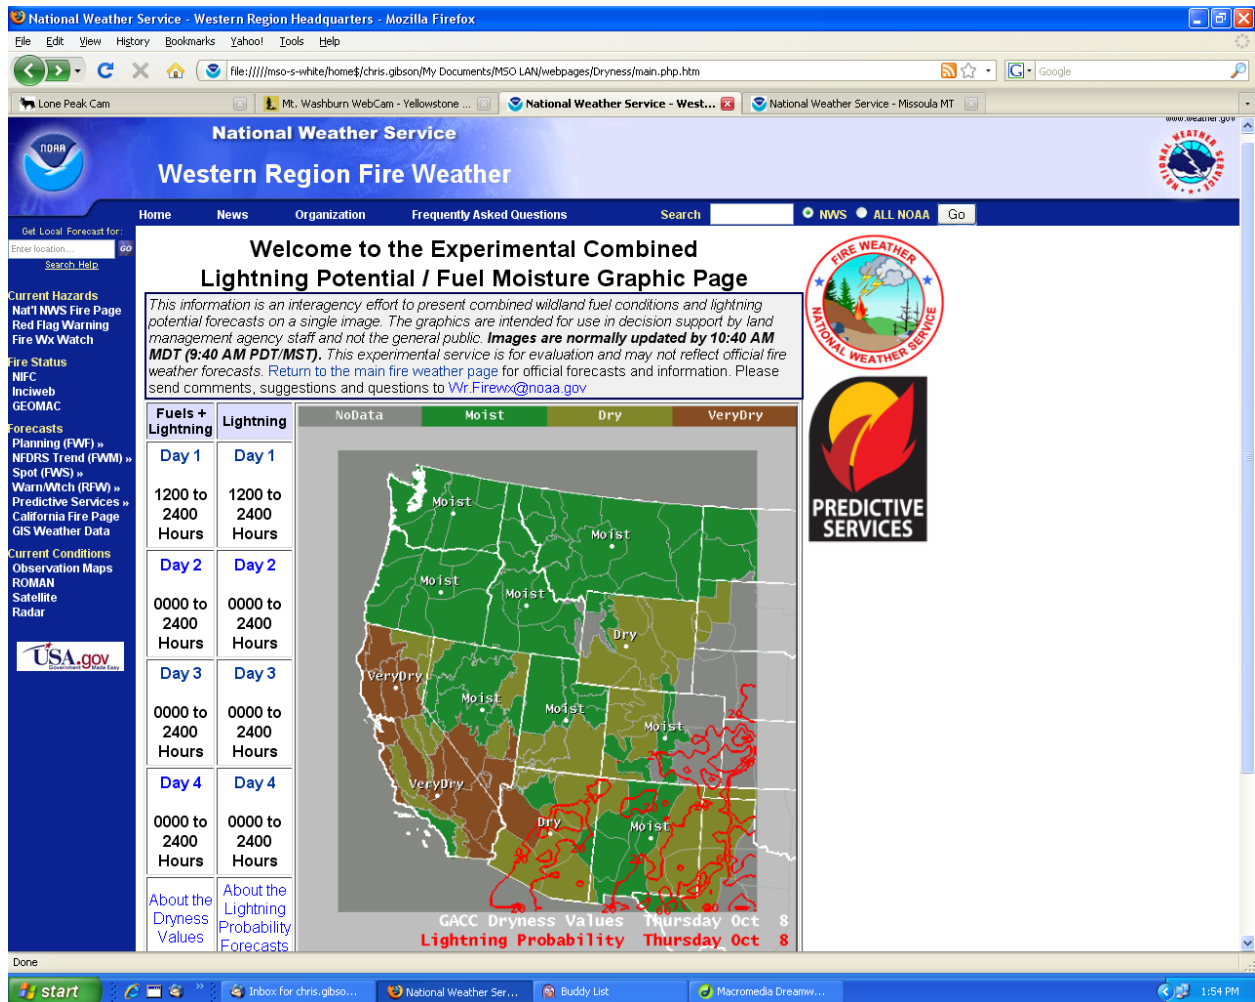 National Weather Service - Western Region Headquarters - Mozilla Firefox
File Edit View History Bookmarks Yahoo! Tools Help
file://///mso-s-white/home$/chris.gibson/My Documents/MSO LAN/webpages/Dryness/main.php.htm
Google
Lone Peak Cam
Mt. Washburn WebCam - Yellowstone ...
National Weather Service - West...
National Weather Service - Missoula MT
www.weather.gov
NOAA
National Weather Service
Western Region Fire Weather
NATIONAL WEATHER SERVICE
Home News Organization Frequently Asked Questions Search NWS ALL NOAA Go
Get Local Forecast for:
Enter location... GO
Search Help
Current Hazards
Nat'l NWS Fire Page
Red Flag Warning
Fire Wx Watch
Fire Status
NIFC
Inciweb
GEOMAC
Forecasts
Planning (FWF) »
NFDRS Trend (FWM) »
Spot (FWS) »
Warn/Wtch (RFW) »
Predictive Services »
California Fire Page
GIS Weather Data
Current Conditions
Observation Maps
ROMAN
Satellite
Radar
USA.gov
Government Made Easy
Welcome to the Experimental Combined
Lightning Potential / Fuel Moisture Graphic Page
This information is an interagency effort to present combined wildland fuel conditions and lightning
potential forecasts on a single image. The graphics are intended for use in decision support by land
management agency staff and not the general public. Images are normally updated by 10:40 AM
MDT (9:40 AM PDT/MST). This experimental service is for evaluation and may not reflect official fire
weather forecasts. Return to the main fire weather page for official forecasts and information. Please
send comments, suggestions and questions to Wr.Firewx@noaa.gov
FIRE WEATHER
NATIONAL WEATHER SERVICE
PREDICTIVE
SERVICES
Fuels +
Lightning
Lightning
Day 1
1200 to
2400
Hours
Day 1
1200 to
2400
Hours
Day 2
0000 to
2400
Hours
Day 2
0000 to
2400
Hours
Day 3
0000 to
2400
Hours
Day 3
0000 to
2400
Hours
Day 4
0000 to
2400
Hours
Day 4
0000 to
2400
Hours
About the
Dryness
Values
About the
Lightning
Probability
Forecasts
NoData Moist Dry VeryDry
Moist
Moist
Moist
Moist
Dry
VeryDry
Moist
Moist
Moist
20
VeryDry
Dry
Moist
GACC Dryness Values Thursday Oct 8
Lightning Probability Thursday Oct 8
Done
start
Inbox for chris.gibso...
National Weather Ser...
Buddy List
Macromedia Dreamw...
1:54 PM